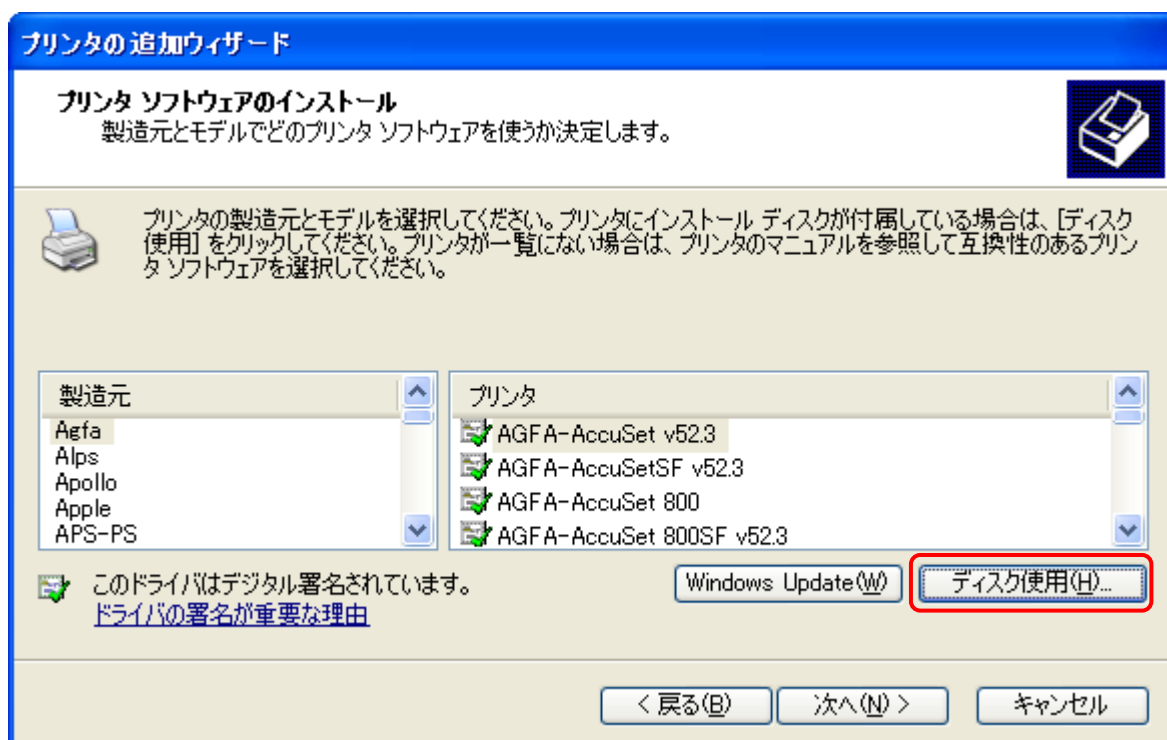 プリンタの追加ウィザード
プリンタ ソフトウェアのインストール
製造元とモデルでどのプリンタ ソフトウェアを使うか決定します。
プリンタの製造元とモデルを選択してください。プリンタにインストール ディスクが付属している場合は、[ディスク
使用] をクリックしてください。プリンタが一覧にない場合は、プリンタのマニュアルを参照して互換性のあるプリン
タ ソフトウェアを選択してください。
製造元
Agfa
Alps
Apollo
Apple
APS-PS
プリンタ
AGFA-AccuSet v52.3
AGFA-AccuSetSF v52.3
AGFA-AccuSet 800
AGFA-AccuSet 800SF v52.3
このドライバはデジタル署名されています。
ドライバの署名が重要な理由
Windows Update(W) ディスク使用(H)...
< 戻る(B) 次へ(N) > キャンセル